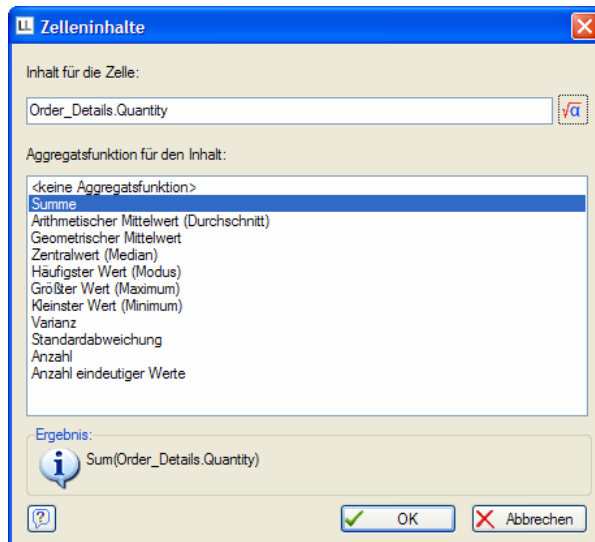 LL Zelleninhalte
Inhalt für die Zelle:
Order_Details.Quantity
√α
Aggregatsfunktion für den Inhalt:
<keine Aggregatsfunktion>
Summe
Arithmetischer Mittelwert (Durchschnitt)
Geometrischer Mittelwert
Zentralwert (Median)
Häufigster Wert (Modus)
Größter Wert (Maximum)
Kleinster Wert (Minimum)
Varianz
Standardabweichung
Anzahl
Anzahl eindeutiger Werte
Ergebnis:
Sum(Order_Details.Quantity)
OK Abbrechen